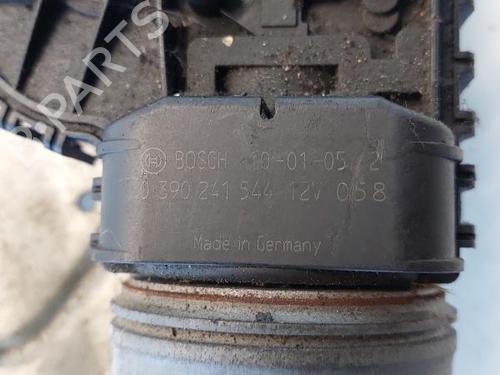 BOSCH 10-01-05 2
0 390 241 544 12V 058
Made in Germany
B-PARTS